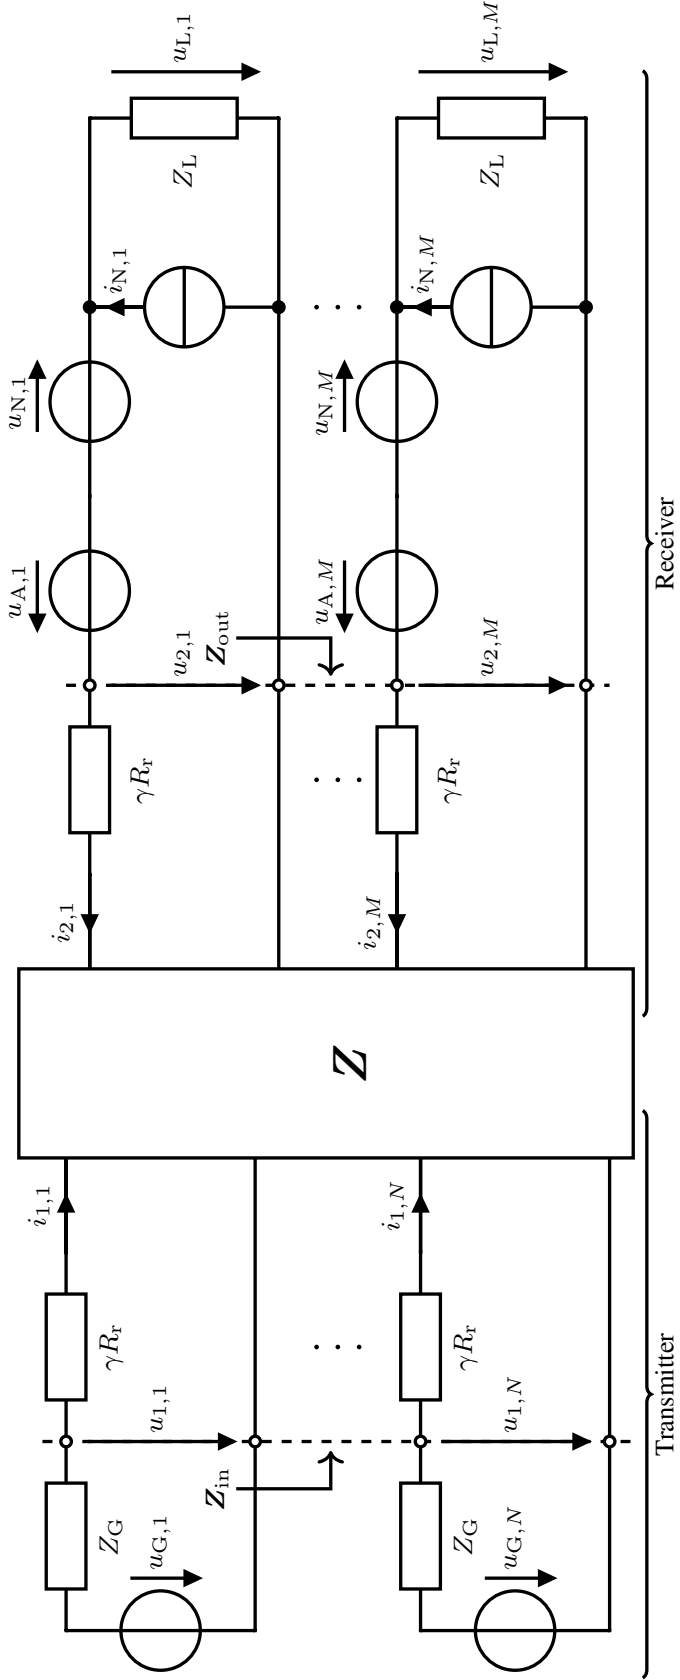 u_{A,1} u_{N,1}
i_{1,1} i_{2,1}
Z_G γR_r γR_r i_{N,1}
u_{G,1} u_{1,1} u_{2,1} Z_L u_{L,1}
Z_in Z_out
· · · Z · · · u_{A,M} u_{N,M} · · ·
i_{1,N} i_{2,M}
Z_G γR_r γR_r i_{N,M}
u_{G,N} u_{1,N} u_{2,M} Z_L u_{L,M}
Transmitter Receiver